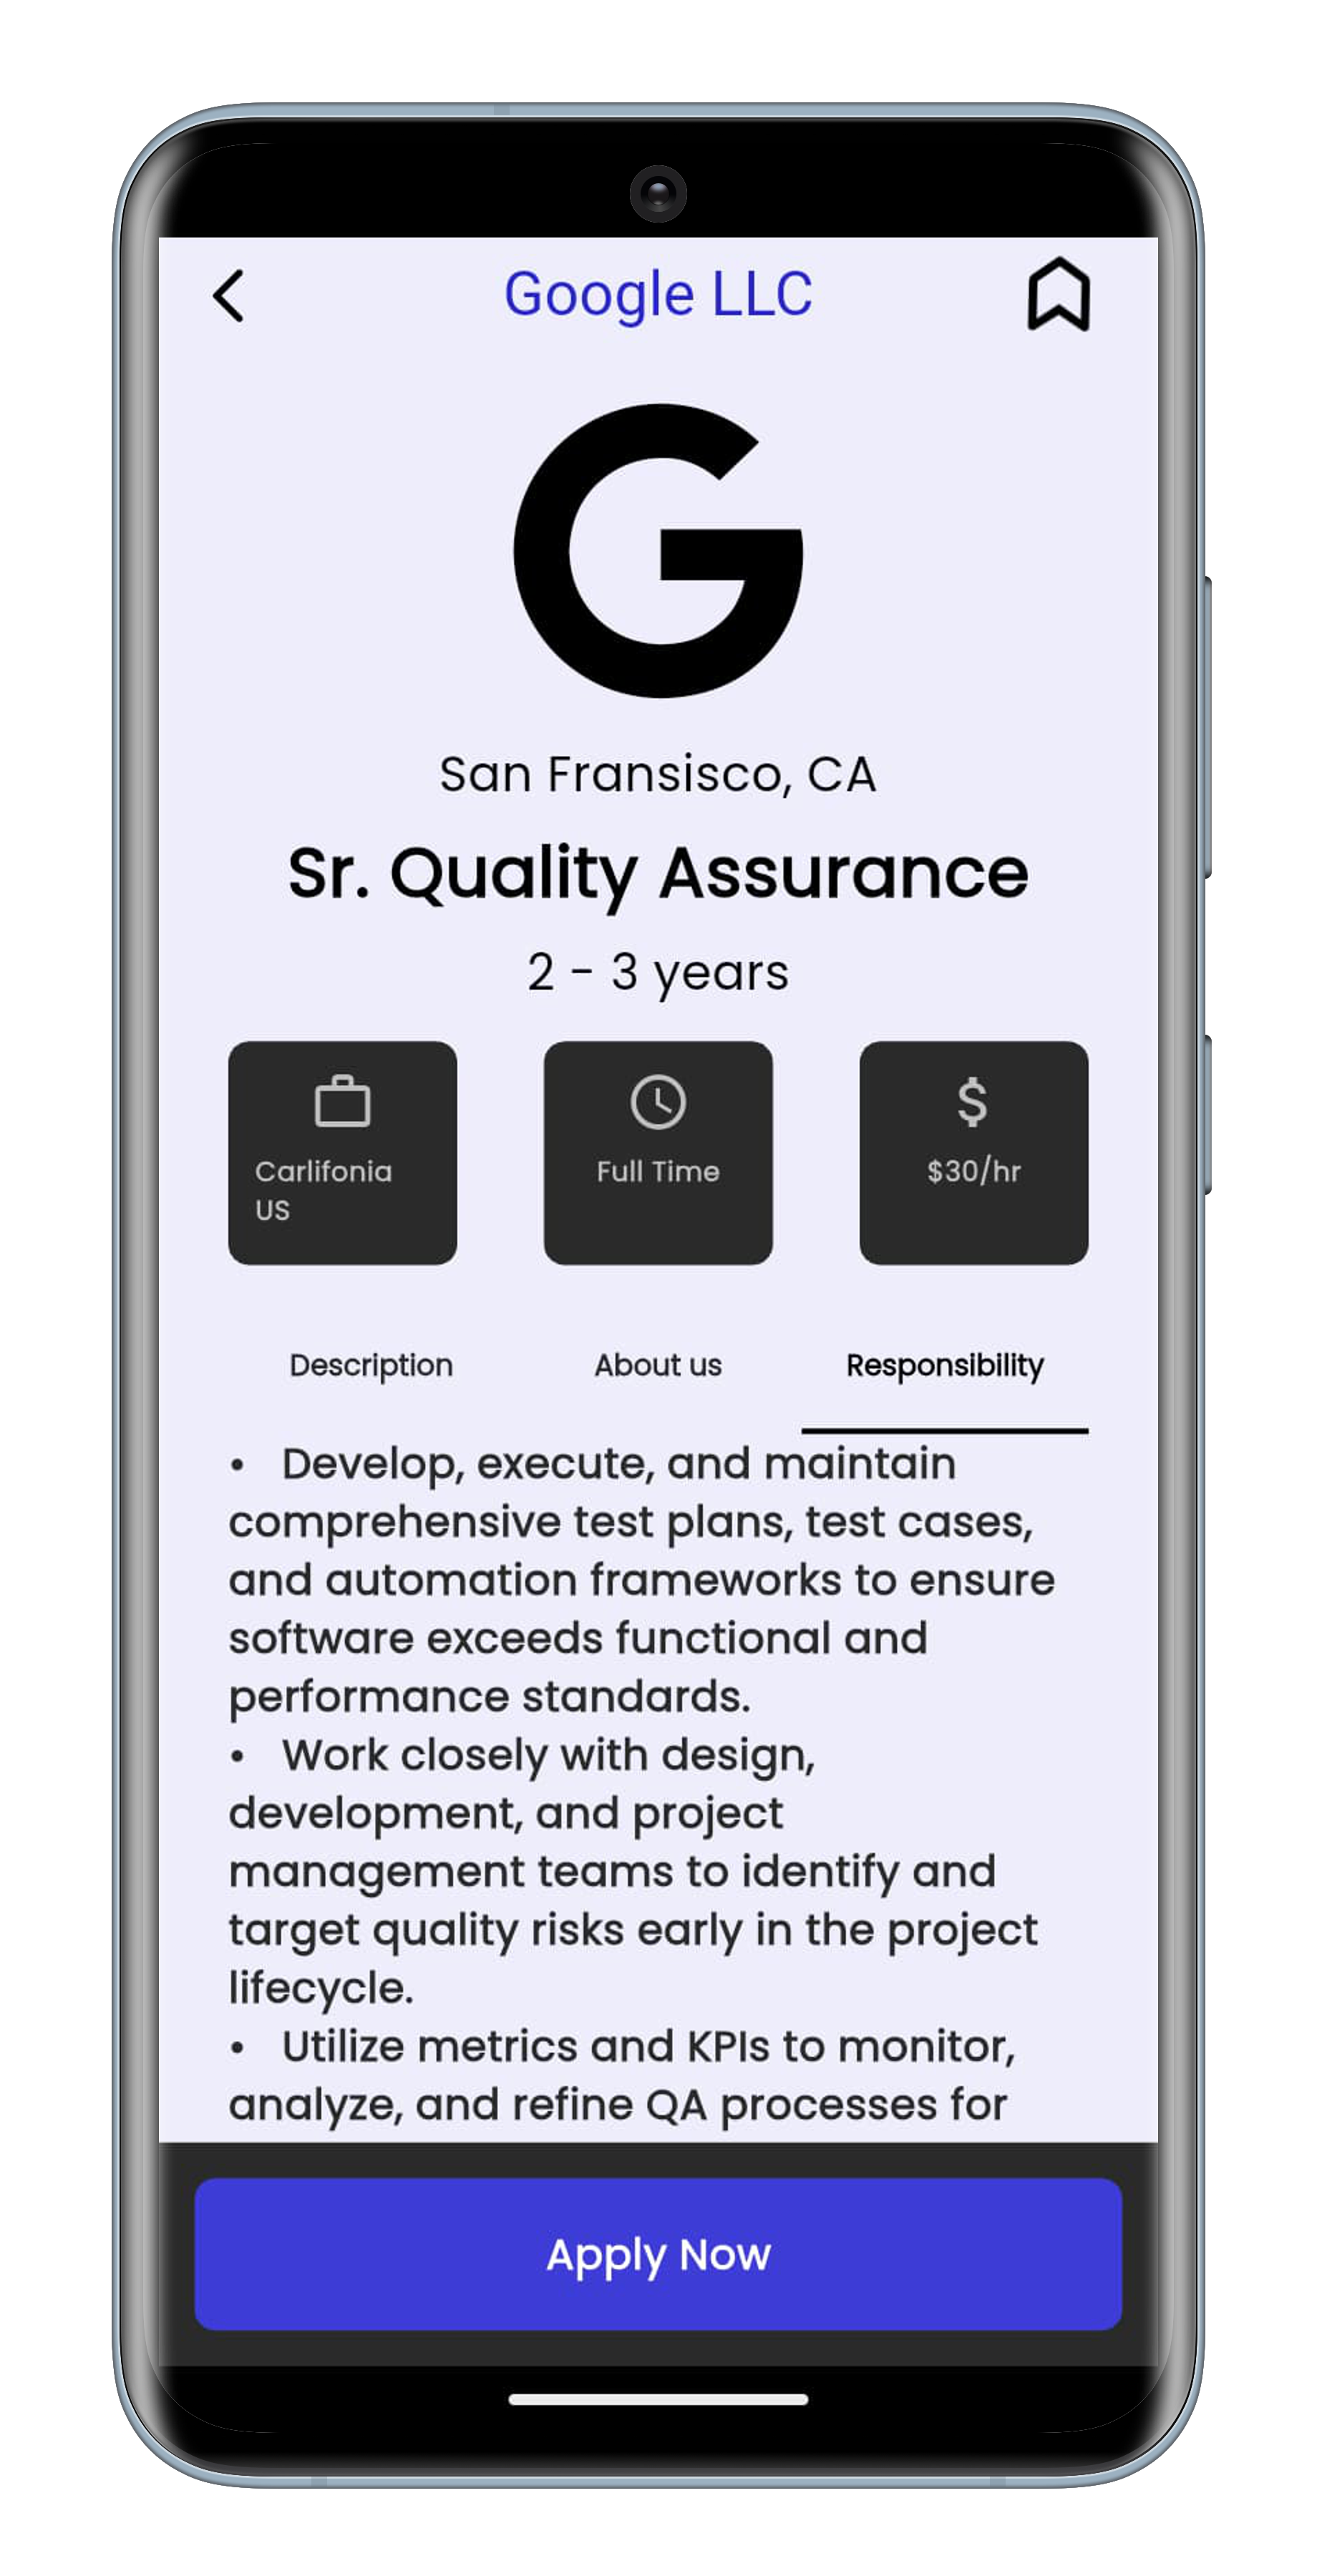 Google LLC
San Fransisco, CA
Sr. Quality Assurance
2 - 3 years
Carlifonia
US
Full Time
$30/hr
Description
About us
Responsibility
• Develop, execute, and maintain
comprehensive test plans, test cases,
and automation frameworks to ensure
software exceeds functional and
performance standards.
• Work closely with design,
development, and project
management teams to identify and
target quality risks early in the project
lifecycle.
• Utilize metrics and KPIs to monitor,
analyze, and refine QA processes for
Apply Now